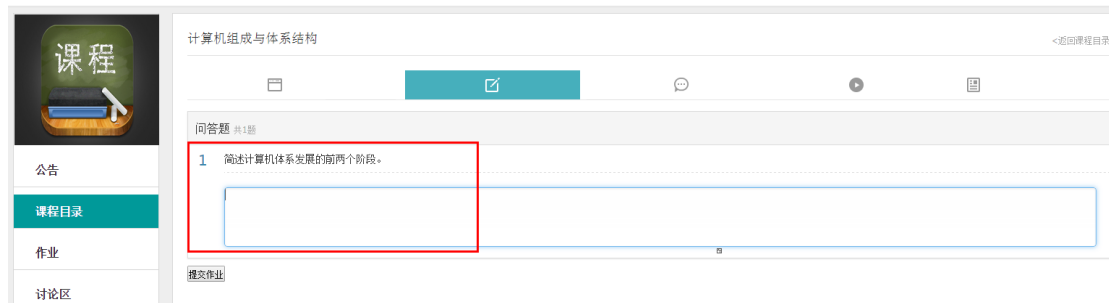 课程
公告
课程目录
作业
讨论区
计算机组成与体系结构
<返回课程目录
问答题 共1题
1 简述计算机体系发展的前两个阶段。
提交作业